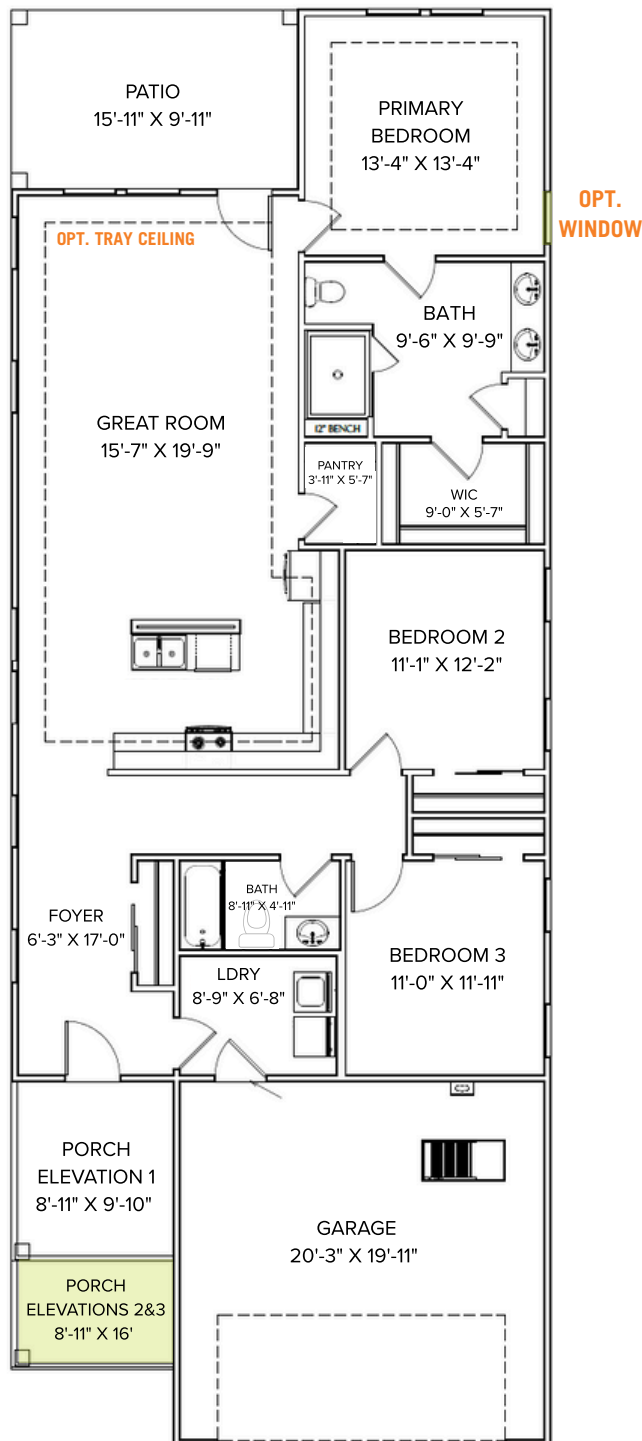 PATIO
15'-11" X 9'-11"
PRIMARY
BEDROOM
13'-4" X 13'-4"
OPT.
WINDOW
OPT. TRAY CEILING
BATH
9'-6" X 9'-9"
GREAT ROOM
15'-7" X 19'-9"
12" BENCH
PANTRY
3'-11" X 5'-7"
WIC
9'-0" X 5'-7"
BEDROOM 2
11'-1" X 12'-2"
BATH
8'-11" X 4'-11"
FOYER
6'-3" X 17'-0"
BEDROOM 3
11'-0" X 11'-11"
LDRY
8'-9" X 6'-8"
PORCH
ELEVATION 1
8'-11" X 9'-10"
GARAGE
20'-3" X 19'-11"
PORCH
ELEVATIONS 2&3
8'-11" X 16'